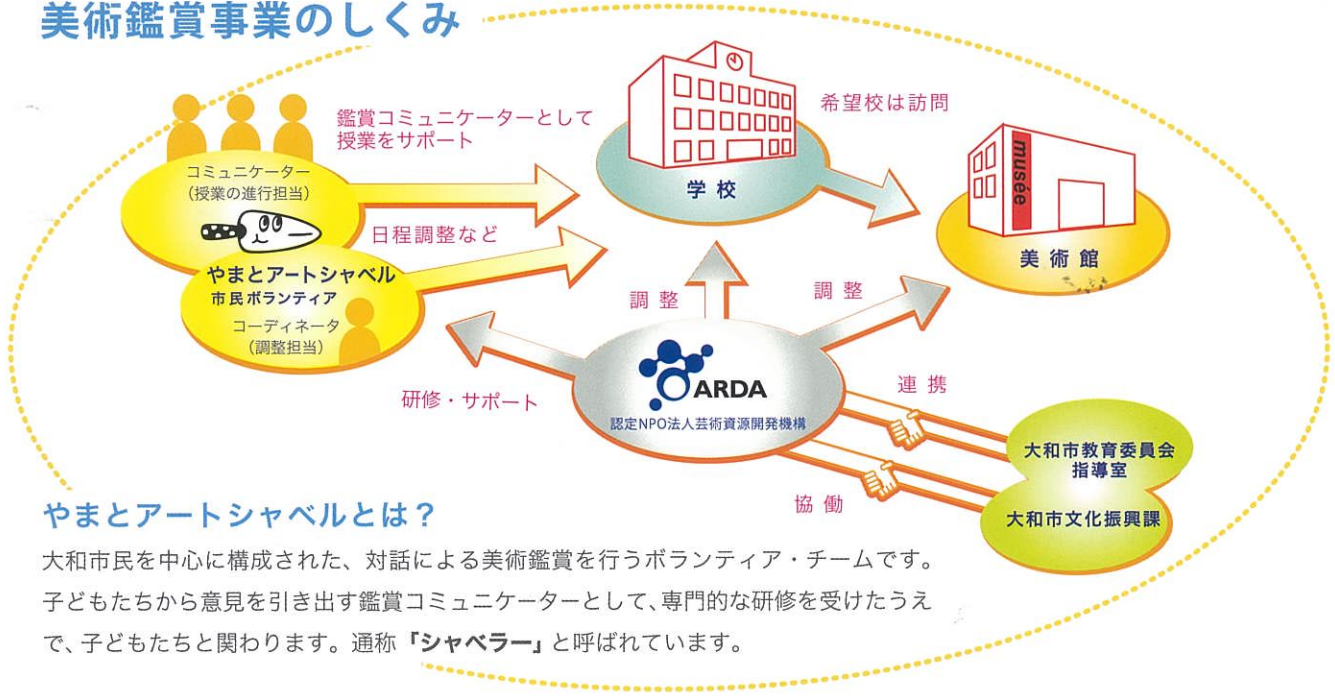 美術鑑賞事業のしくみ
鑑賞コミュニケーターとして
授業をサポート
コミュニケーター
(授業の進行担当)
日程調整など
やまとアートシャベル
市民ボランティア
コーディネータ
(調整担当)
学校
希望校は訪問
musée
美術館
調整
調整
研修・サポート
ARDA
認定NPO法人芸術資源開発機構
連携
協働
大和市教育委員会
指導室
大和市文化振興課
やまとアートシャベルとは？
大和市民を中心に構成された、対話による美術鑑賞を行うボランティア・チームです。
子どもたちから意見を引き出す鑑賞コミュニケーターとして、専門的な研修を受けたうえ
で、子どもたちと関わります。通称「シャベラー」と呼ばれています。